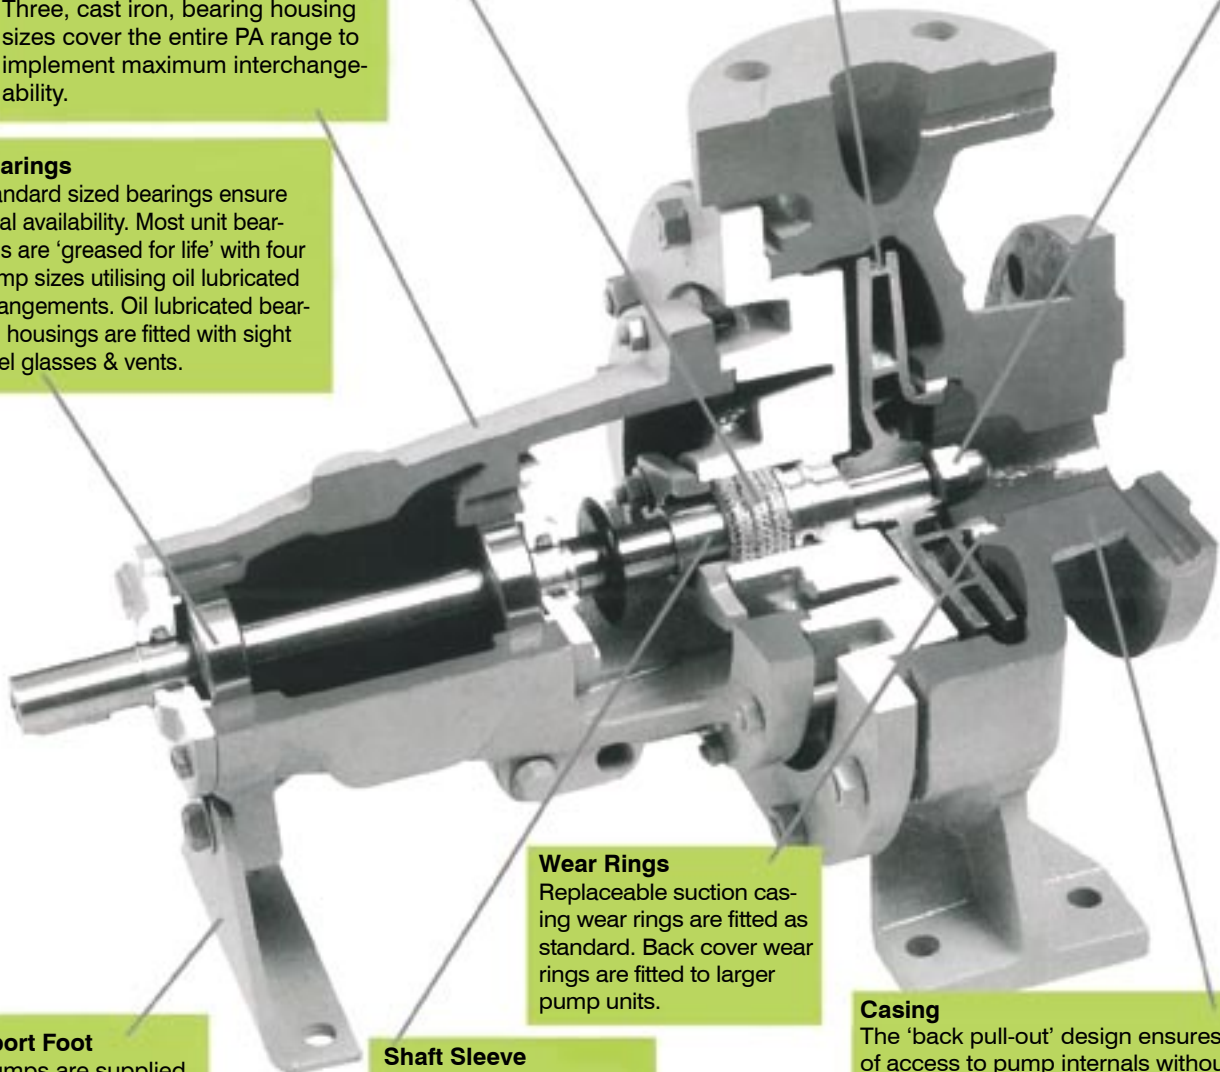 Three, cast iron, bearing housing
sizes cover the entire PA range to
implement maximum interchange-
ability.
arings
andard sized bearings ensure
al availability. Most unit bear-
s are ‘greased for life’ with four
mp sizes utilising oil lubricated
angements. Oil lubricated bear-
housings are fitted with sight
el glasses & vents.
Wear Rings
Replaceable suction cas-
ing wear rings are fitted as
standard. Back cover wear
rings are fitted to larger
pump units.
Casing
The ‘back pull-out’ design ensures
of access to pump internals withou
port Foot
umps are supplied
Shaft Sleeve